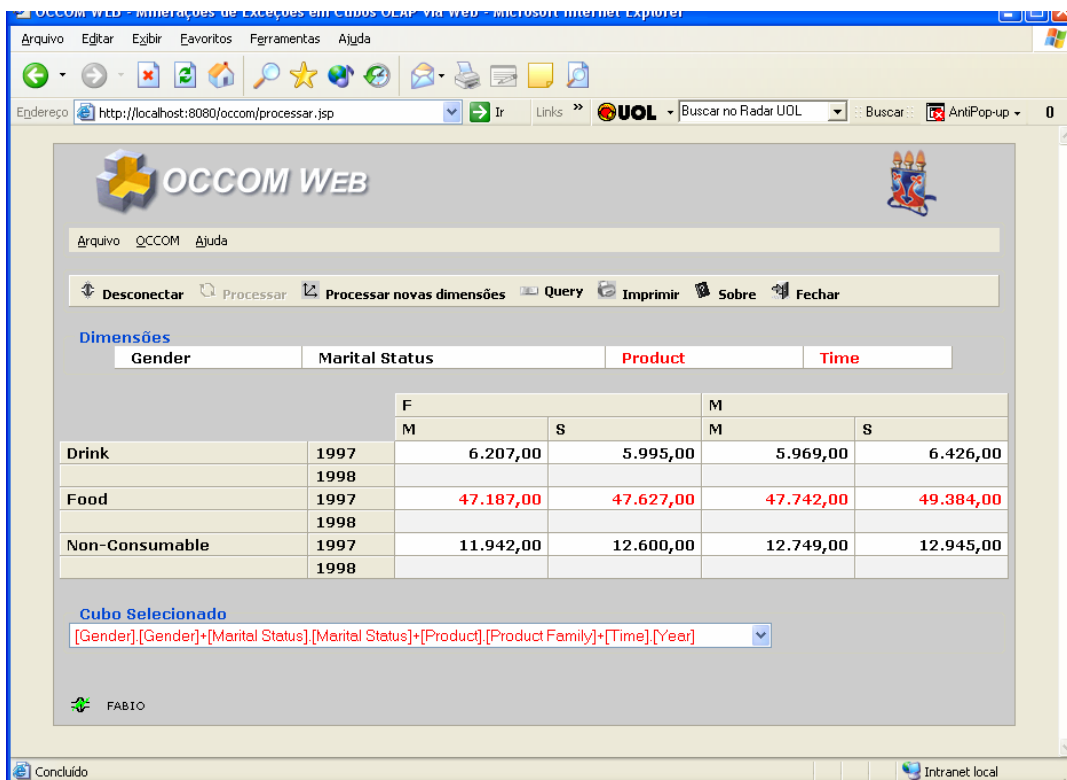 OCCOM WEB - Minerações de Exceções em Cubos OLAP Via Web - Microsoft Internet Explorer
Arquivo Editar Exibir Favoritos Ferramentas Ajuda
Endereço http://localhost:8080/occom/processar.jsp Ir Links » UOL Buscar no Radar UOL Buscar AntiPop-up 0
OCCOM WEB
Arquivo OCCOM Ajuda
Desconectar Processar Processar novas dimensões Query Imprimir Sobre Fechar
Dimensões
Gender Marital Status Product Time
F M
M S M S
Drink 1997 6.207,00 5.995,00 5.969,00 6.426,00
1998
Food 1997 47.187,00 47.627,00 47.742,00 49.384,00
1998
Non-Consumable 1997 11.942,00 12.600,00 12.749,00 12.945,00
1998
Cubo Selecionado
[Gender].[Gender]+[Marital Status].[Marital Status]+[Product].[Product Family]+[Time].[Year]
FABIO
Concluído Intranet local